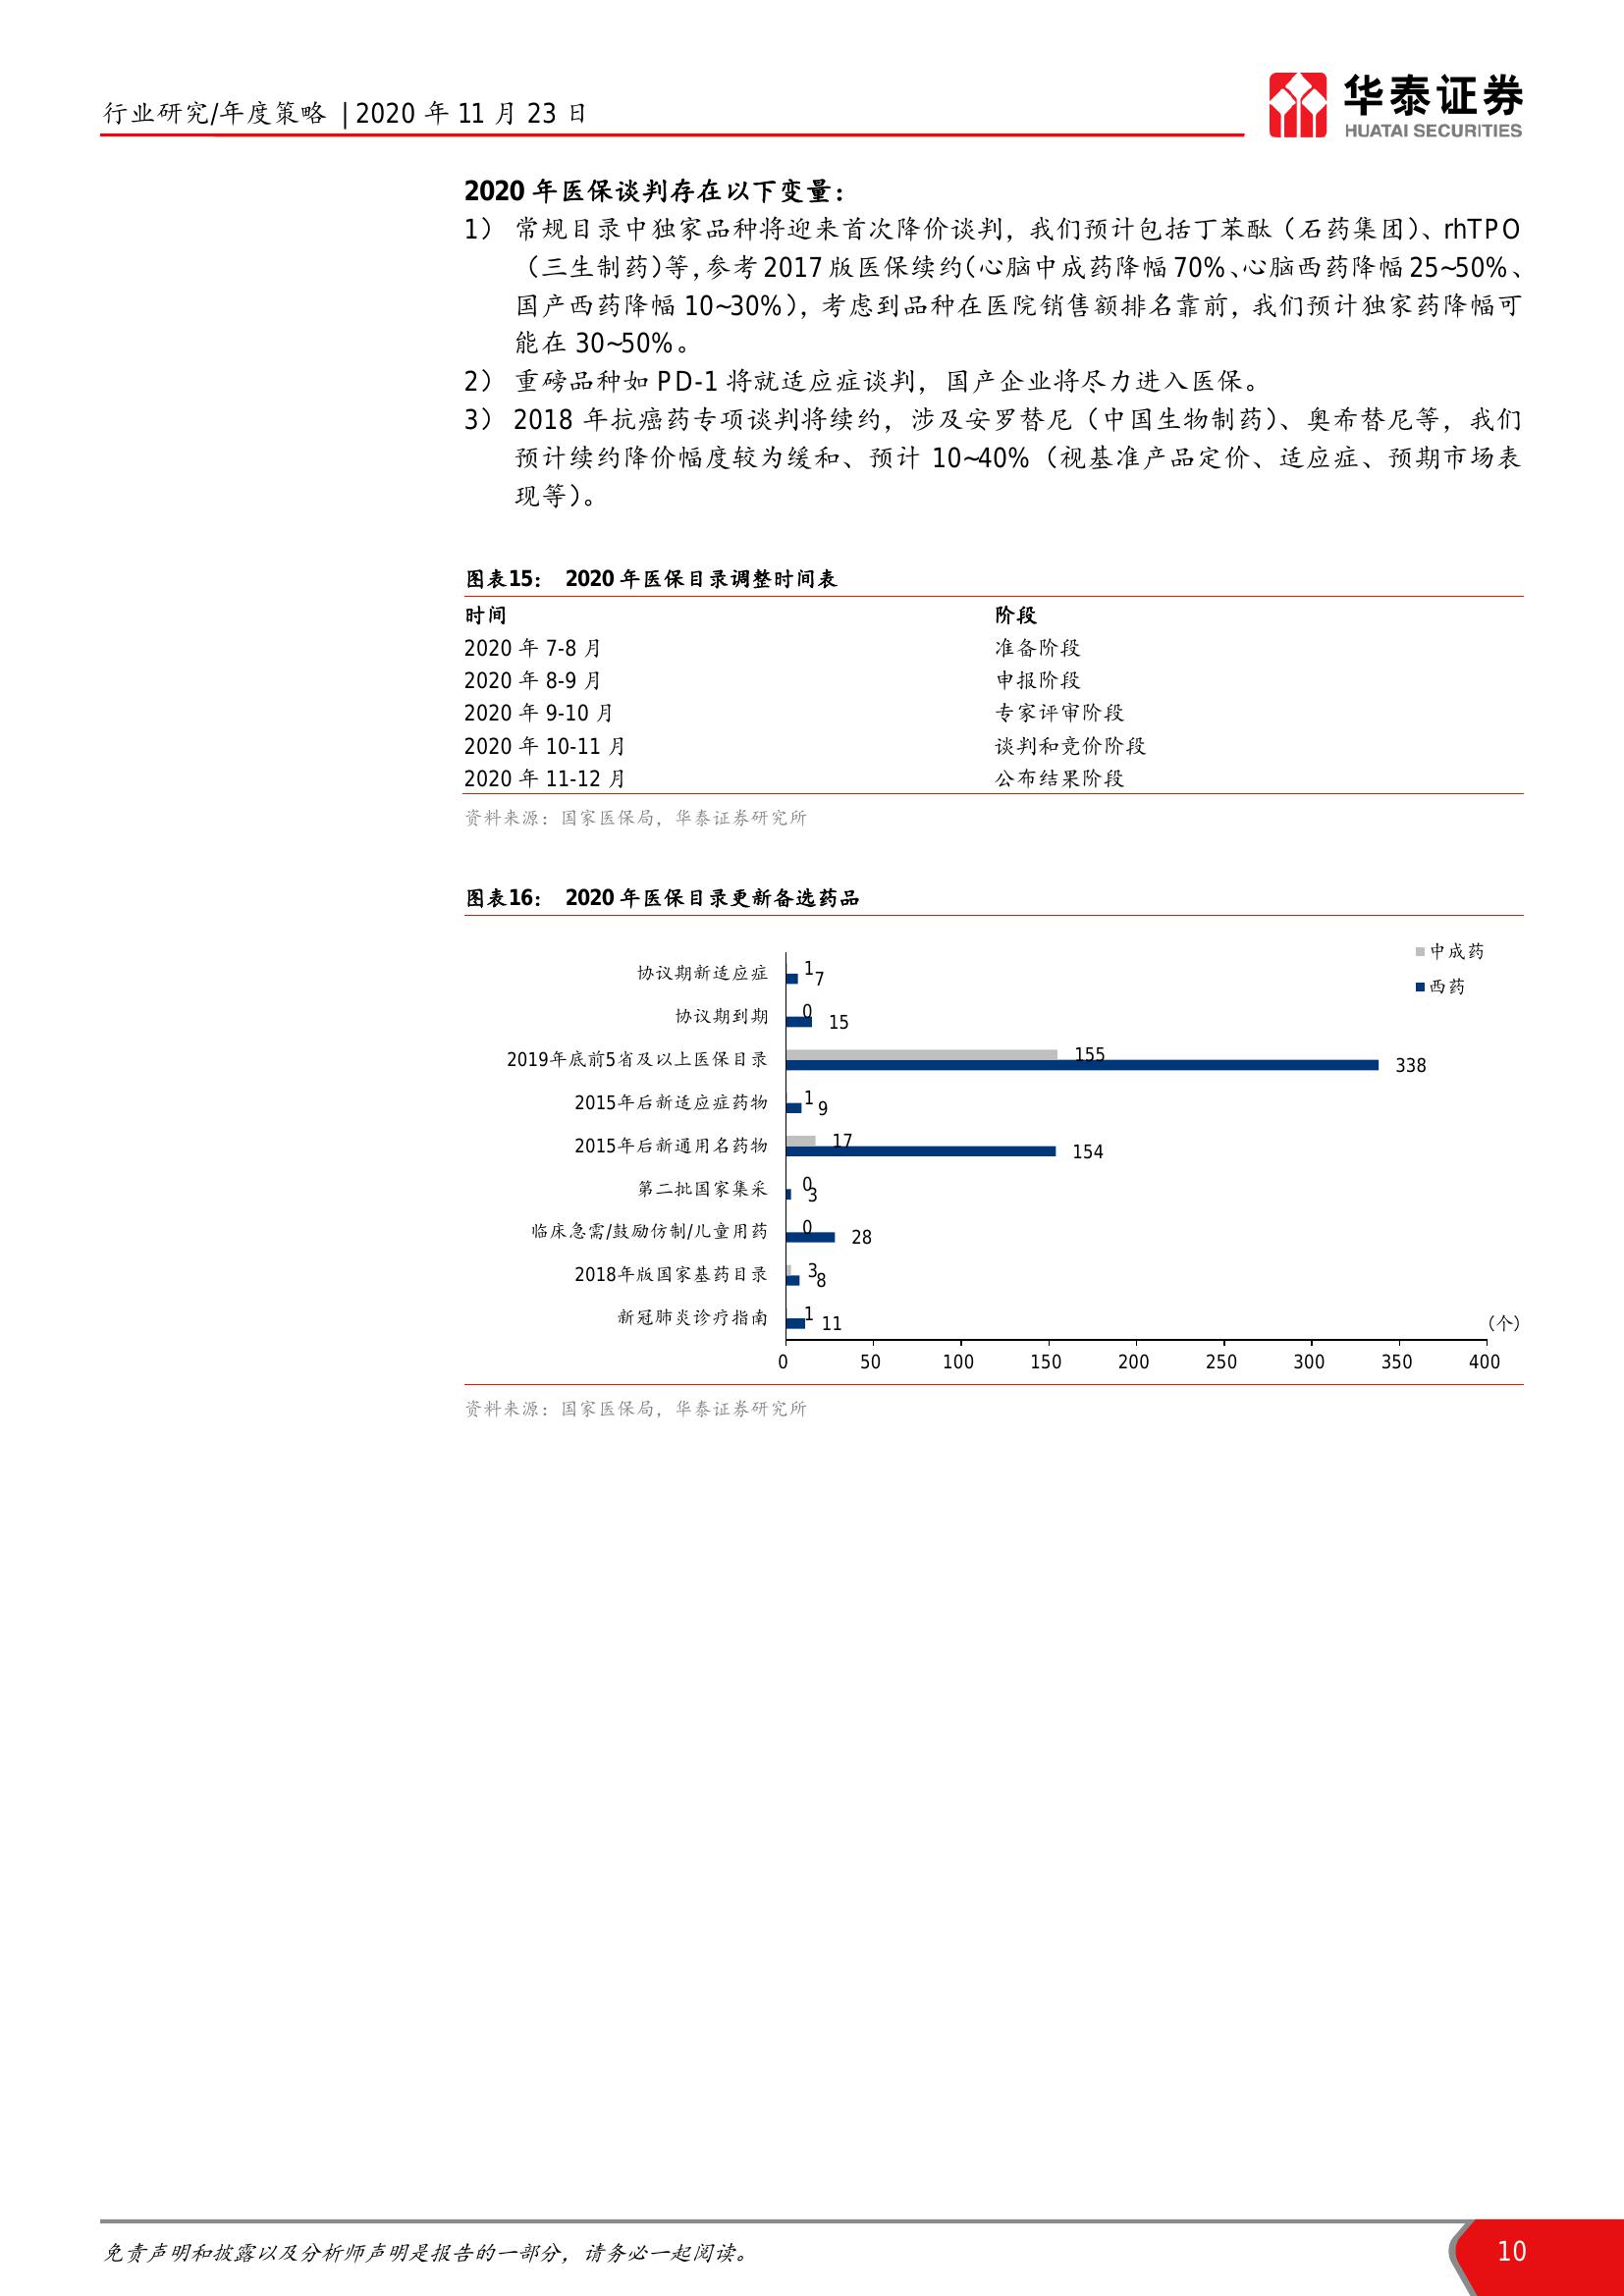 行业研究/年度策略 | 2020 年 11 月 23 日
华泰证券
HUATAI SECURITIES
2020 年医保谈判存在以下变量：
1） 常规目录中独家品种将迎来首次降价谈判，我们预计包括丁苯酞（石药集团）、rhTPO
（三生制药）等，参考 2017 版医保续约（心脑中成药降幅 70%、心脑西药降幅 25~50%、
国产西药降幅 10~30%），考虑到品种在医院销售额排名靠前，我们预计独家药降幅可
能在 30~50%。
2） 重磅品种如 PD-1 将就适应症谈判，国产企业将尽力进入医保。
3） 2018 年抗癌药专项谈判将续约，涉及安罗替尼（中国生物制药）、奥希替尼等，我们
预计续约降价幅度较为缓和、预计 10~40%（视基准产品定价、适应症、预期市场表
现等）。
图表15： 2020 年医保目录调整时间表
时间 阶段
2020 年 7-8 月 准备阶段
2020 年 8-9 月 申报阶段
2020 年 9-10 月 专家评审阶段
2020 年 10-11 月 谈判和竞价阶段
2020 年 11-12 月 公布结果阶段
资料来源：国家医保局，华泰证券研究所
图表16： 2020 年医保目录更新备选药品
中成药
西药
协议期新适应症 1 7
协议期到期 0 15
2019年底前5省及以上医保目录 155 338
2015年后新适应症药物 1 9
2015年后新通用名药物 17 154
第二批国家集采 0 3
临床急需/鼓励仿制/儿童用药 0 28
2018年版国家基药目录 3 8
新冠肺炎诊疗指南 1 11
（个）
0 50 100 150 200 250 300 350 400
资料来源：国家医保局，华泰证券研究所
免责声明和披露以及分析师声明是报告的一部分，请务必一起阅读。
10